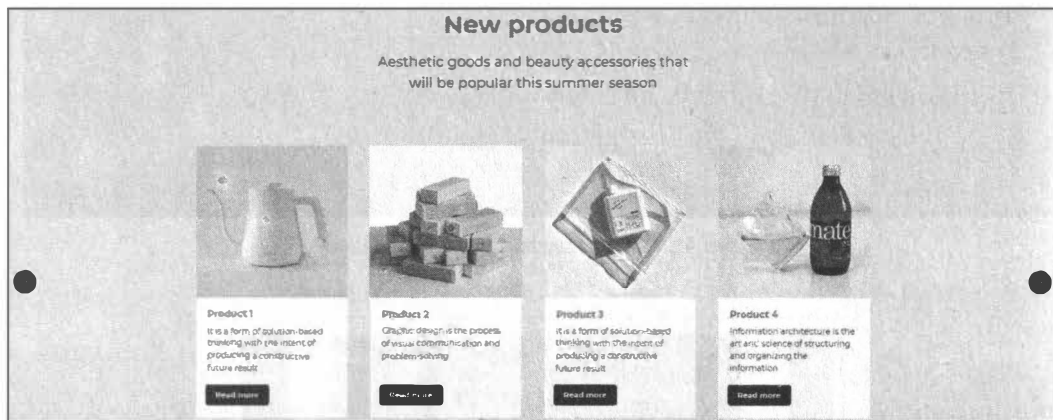 New products
Aesthetic goods and beauty accessories that
will be popular this summer season
mate
Product 1
It is a form of solution-based
thinking with the intent of
producing a constructive
future result
Read more
Product 2
Graphic design is the process
of visual communication and
problem-solving
Read more
Product 3
It is a form of solution-based
thinking with the intent of
producing a constructive
future result
Read more
Product 4
Information architecture is the
art and science of structuring
and organizing the
information
Read more